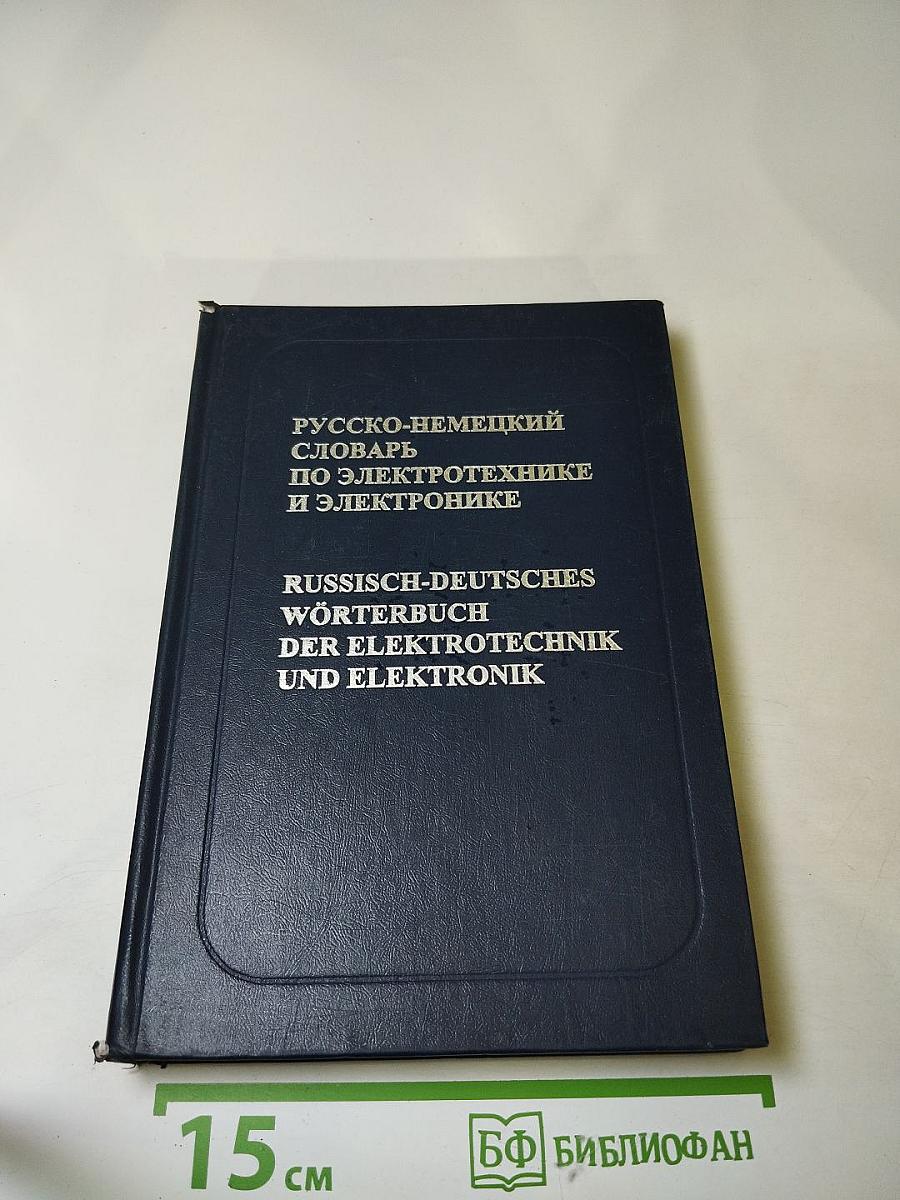 РУССКО-НЕМЕЦКИЙ
СЛОВАРЬ
ПО ЭЛЕКТРОТЕХНИКЕ
И ЭЛЕКТРОНИКЕ
RUSSISCH-DEUTSCHES
WÖRTERBUCH
DER ELEKTROTECHNIK
UND ELEKTRONIK
15 см
БФ БИБЛИОФАН